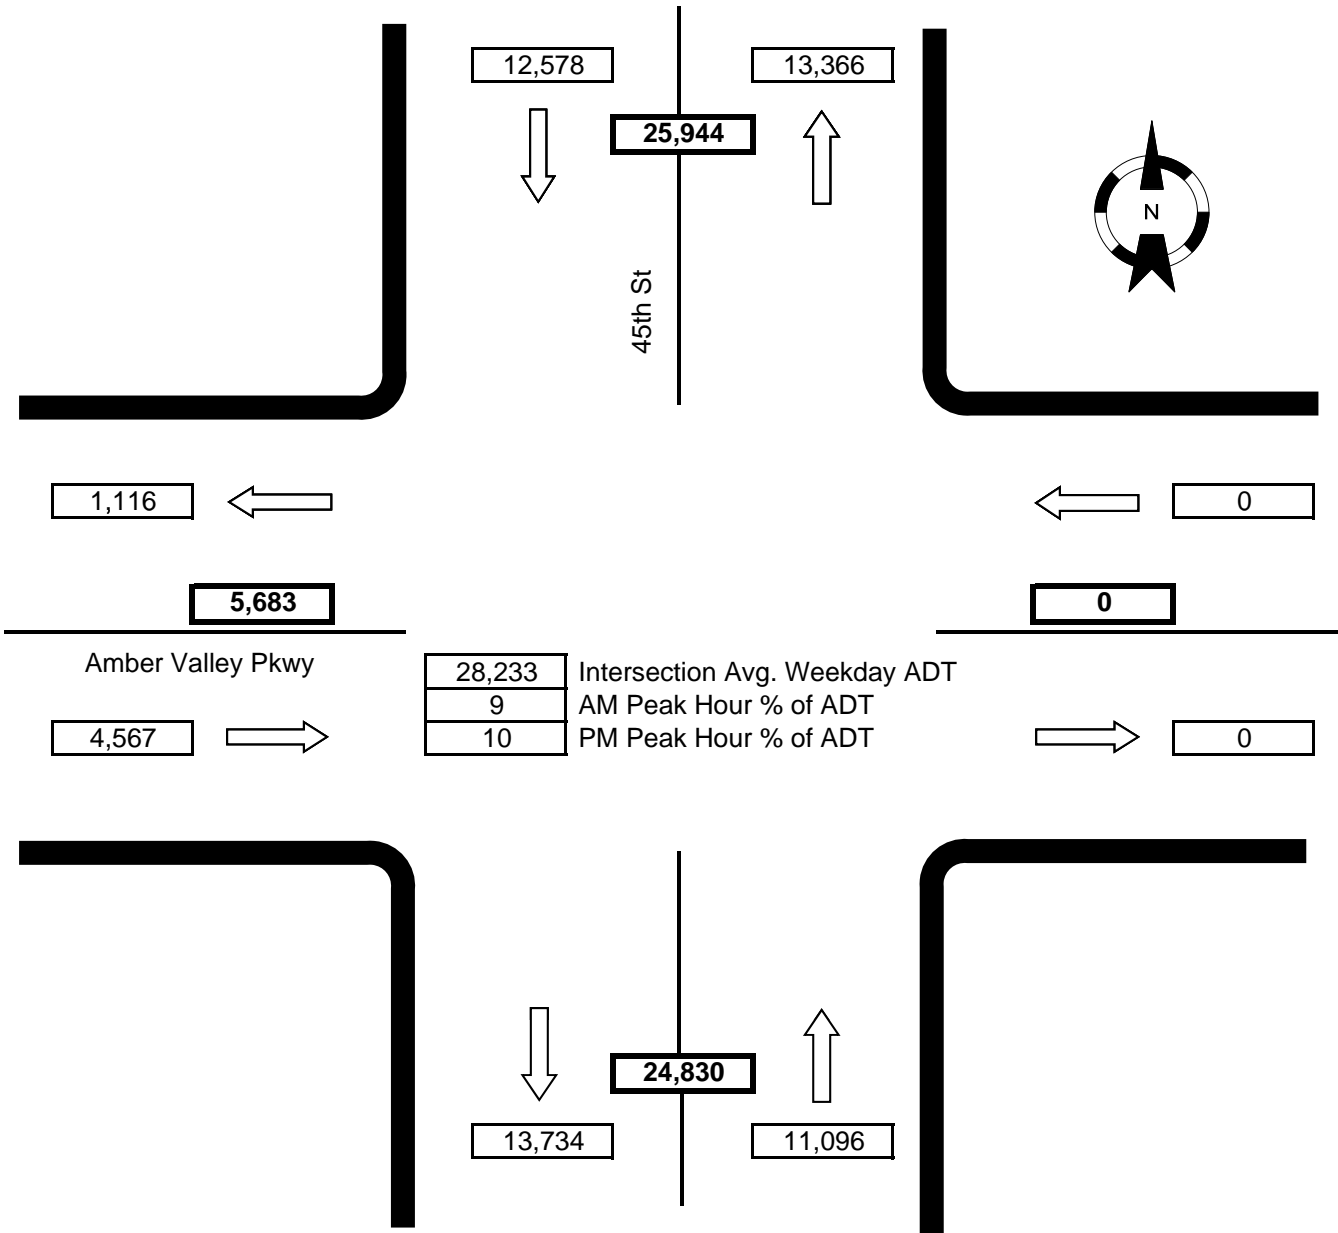 12,578
13,366
25,944
N
45th St
1,116
0
5,683
0
Amber Valley Pkwy
28,233 Intersection Avg. Weekday ADT
9 AM Peak Hour % of ADT
10 PM Peak Hour % of ADT
4,567
0
24,830
13,734
11,096